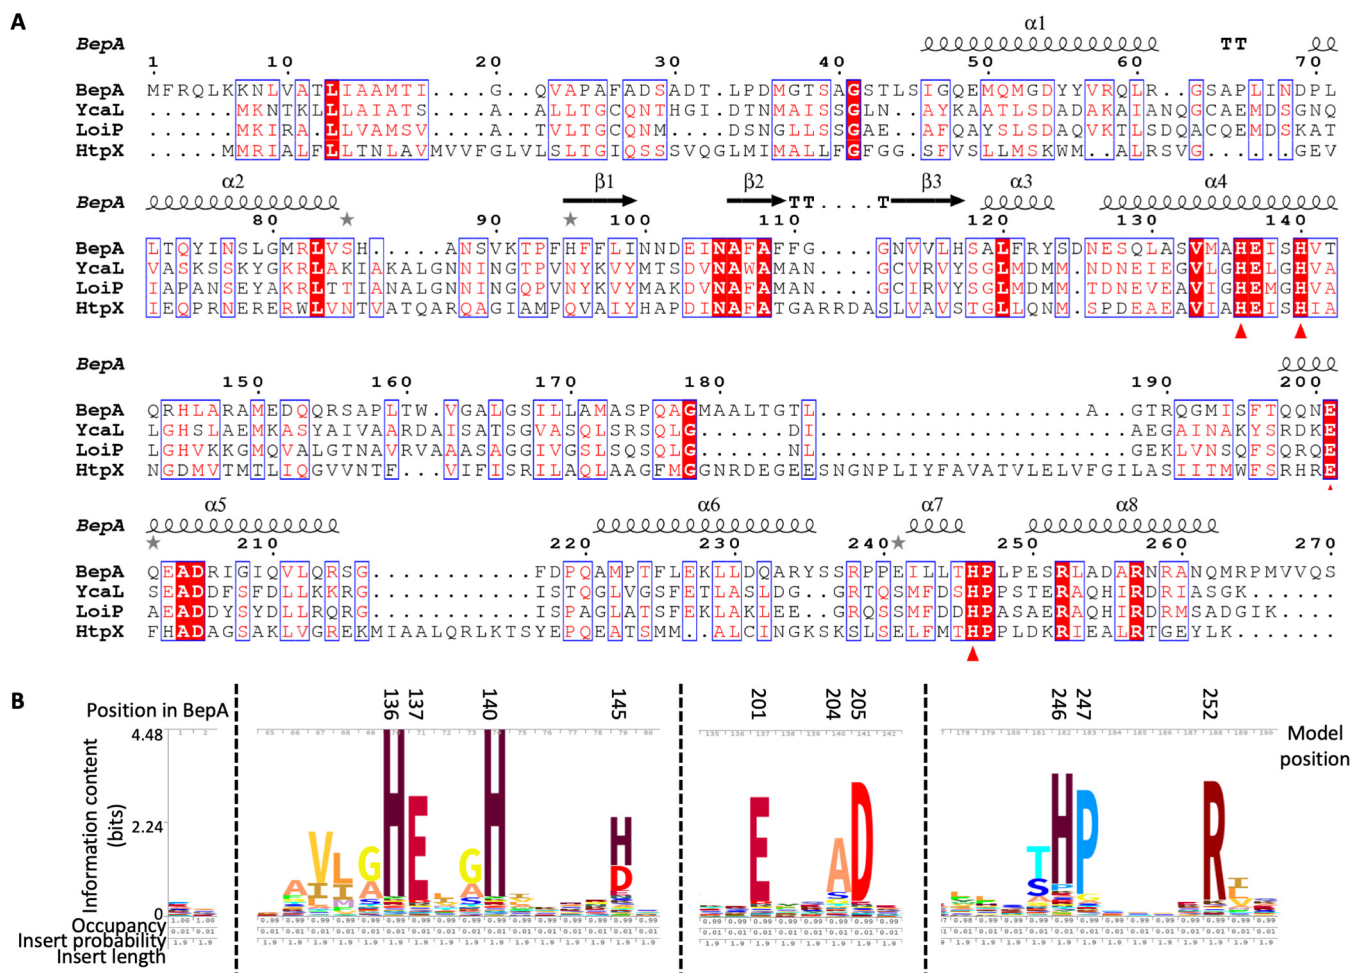 A
α1
BepA TT
1 10 20 30 40 50 60 70
BepA MFRQLKKNLVATLIAAMTI....G..QVAPAFADSADT.LPDMGTSAGSTLSIGQEMQMGDYYVRQLR..GSAPLINDPL
YcaL ......MKNTKLLLAIATS....A..LLTGCQNTHGI.DTNMAISAGLN..AYKAATLSDADAKAIANQGCAEMDSGNQ
LoiP ......MKIRA.LLVAMSV....A..TVLTGCQNM...DSNGLLSSGAE..AFQAYSLSDAQVKTLSDQACQEMDSKAT
HtpX .....MMRIALFLLTNLAVMVVFGLVLSLTGIQSSSVQGLMIMALLFGFGG.SFVSLLMSKWM..ALRSVG....GEV
α2 β1 β2 β3 α3 α4
BepA TT....T
80 90 100 110 120 130 140
BepA LTQYINSLGMRLVSH.....ANSVKTPFHFFLINNDEINAFAFFG....GNVVLHSALFRYSDNESQLASVMAHEISHVT
YcaL VASKSSKYGKRLAKIAKALGNNINGTPVNYKVYMTSDVNAWAMAN....GCVRVYSGLMDMM.NDNEIEGVLGHELGHVA
LoiP IAPANSEYAKRLTTIANALGNNINGQPVNYKVYMAKDVNAFAMAN....GCIRVYSGLMDMM.TDNEVEAVIGHEMGHVA
HtpX IEQPRNERERWLVNTVATQARQAGIAMPQVAIYHAPDINAFATGARRDASLVAVSTGLLQNM.SPDEAEAVIAHEISHIA
BepA
150 160 170 180 190 200
BepA QRHLARAMEDQQRSAPLTW.VGALGSILLAMASPQAGMAALTGTL..................A..GTRQGMISFTQQNE
YcaL LGHSLAEMKASYAIVAARDAISATSGVASQLSRSQLG......DI.....................AEGAINAKYSRDKE
LoiP LGHVKKGMQVALGTNAVRVAAASAGGIVGSLSQSQLG......NL.....................GEKLVNSQFSQRQE
HtpX NGDMVTMTLIQGVVNTF...VIFISRILAQLAAGFMGGNRDEGEESNGNPLIYFAVATVLELVFGILASIITMWFSRHRE
α5 α6 α7 α8
BepA
210 220 230 240 250 260 270
BepA QEADRIGIQVLQRSG...........FDPQAMPTFLEKLLDQARYSSRPPEILLTHPLPESRLADARNRANQMRPMVVQS
YcaL SEADDFSFDLLKKRG...........ISTQGLVGSFETLASLDG..GRTQSMFDSHPPSTERAQHIRDRIASGK......
LoiP AEADDYSYDLLRQRG...........ISPAGLATSFEKLAKLEE..GRQSSMFDDHPASAERAQHIRDRMSADGIK....
HtpX FHADAGSAKLVGREKMIAALQRLKTSYEPQEATSMM..ALCINGKSKSLSELFMTHPPLDKRIEALRTGEYLK.......
B
Position in BepA 136 137 140 145 201 204 205 246 247 252
Model position
Information content (bits)
4.48
2.24
0
Occupancy
Insert probability
Insert length